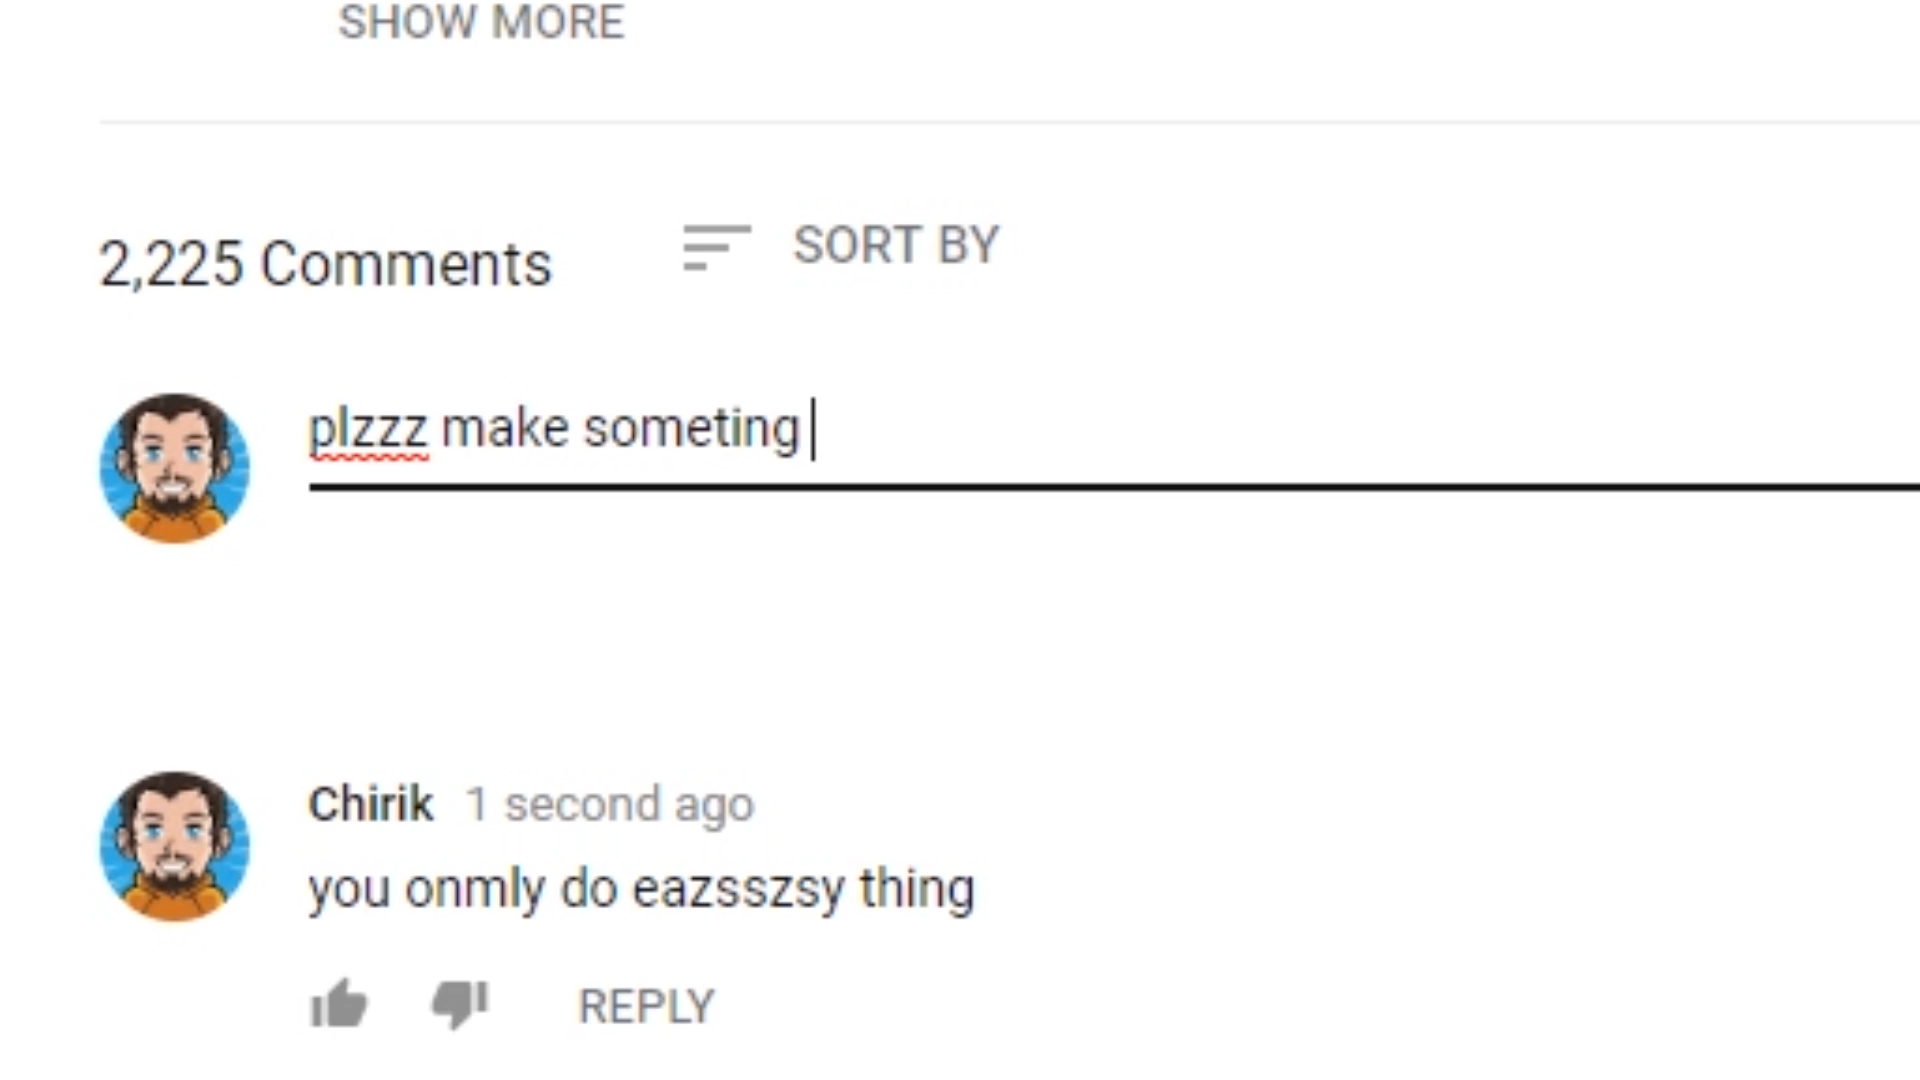 SHOW MORE
2,225 Comments SORT BY
plzzz make someting
Chirik 1 second ago
you onmly do eazsszsy thing
REPLY